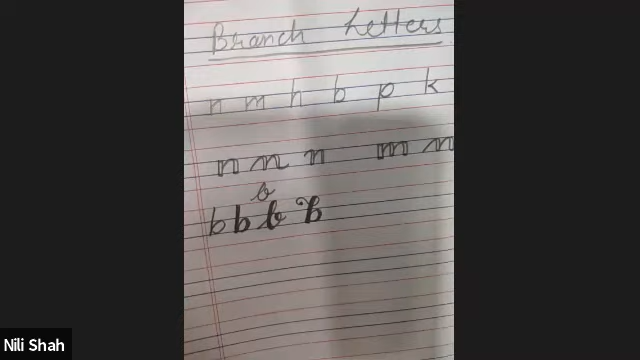 Branch Letters
n m h b p k
n n n m m
b
b b b b
Nili Shah